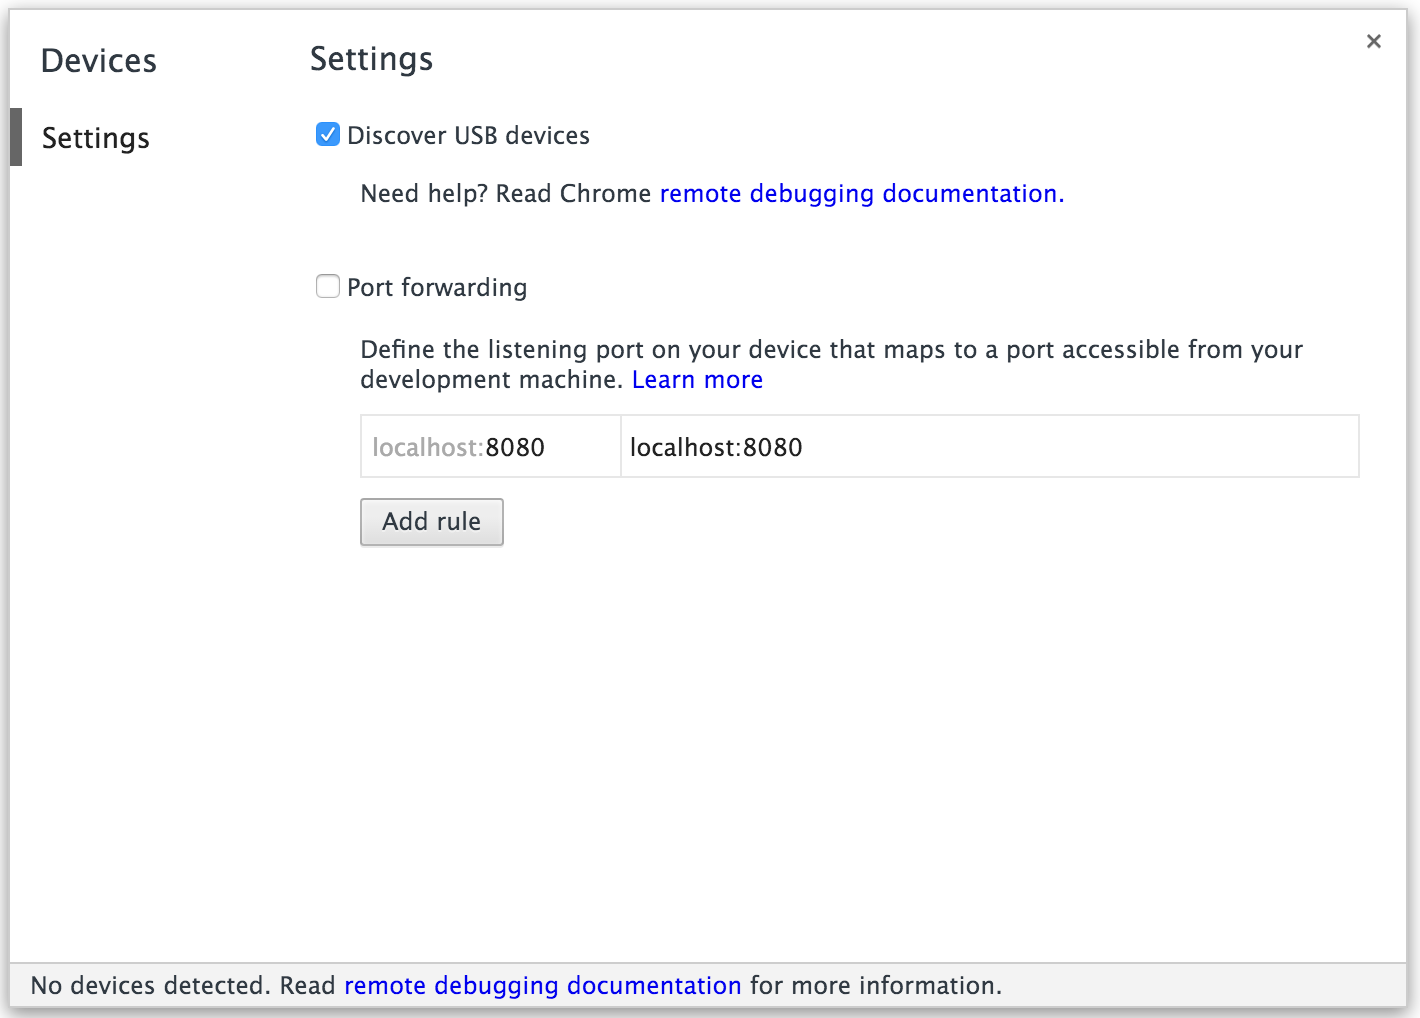 Devices
Settings
Settings
Discover USB devices
Need help? Read Chrome remote debugging documentation.
Port forwarding
Define the listening port on your device that maps to a port accessible from your
development machine. Learn more
localhost:8080 localhost:8080
Add rule
No devices detected. Read remote debugging documentation for more information.